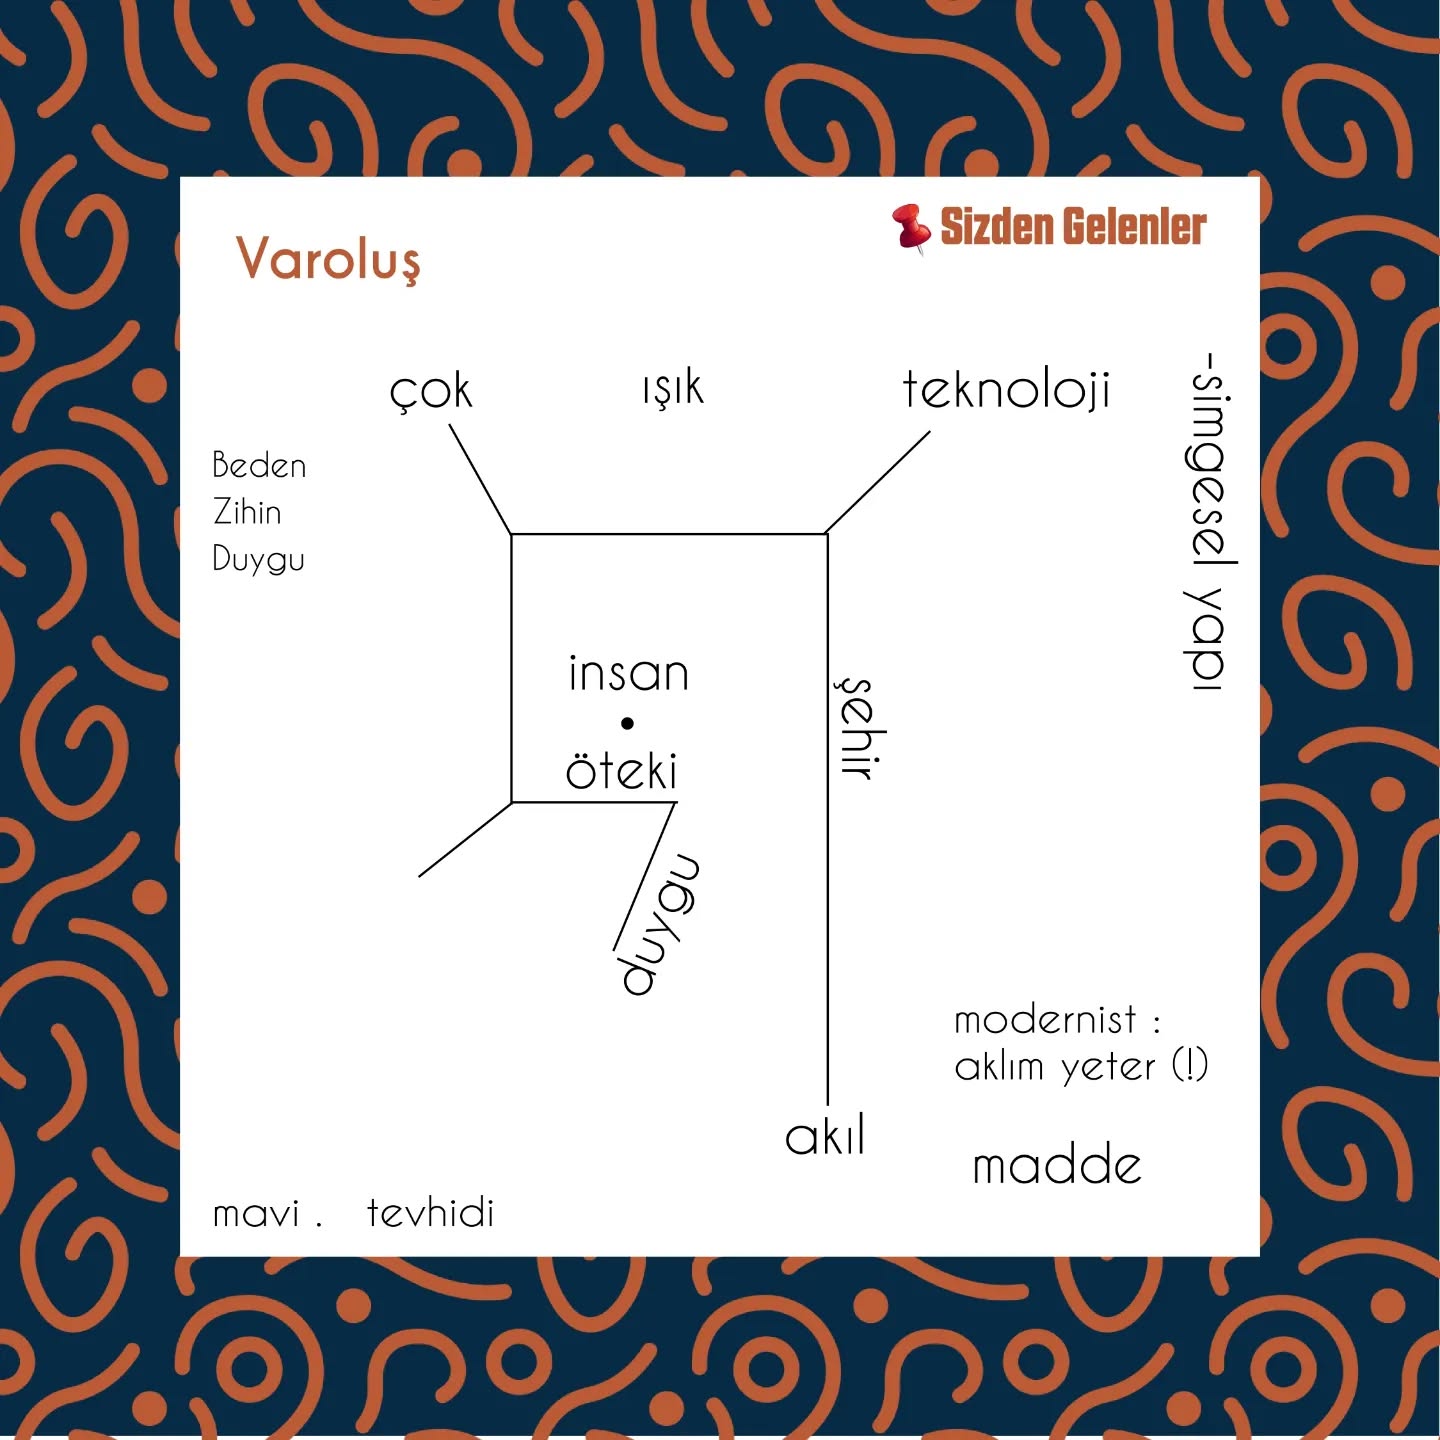 Varoluş
Sizden Gelenler
çok
ışık
teknoloji
-simgesel yapı
Beden
Zihin
Duygu
insan
öteki
şehir
duygu
modernist :
aklım yeter (!)
akıl
madde
mavi . tevhidi